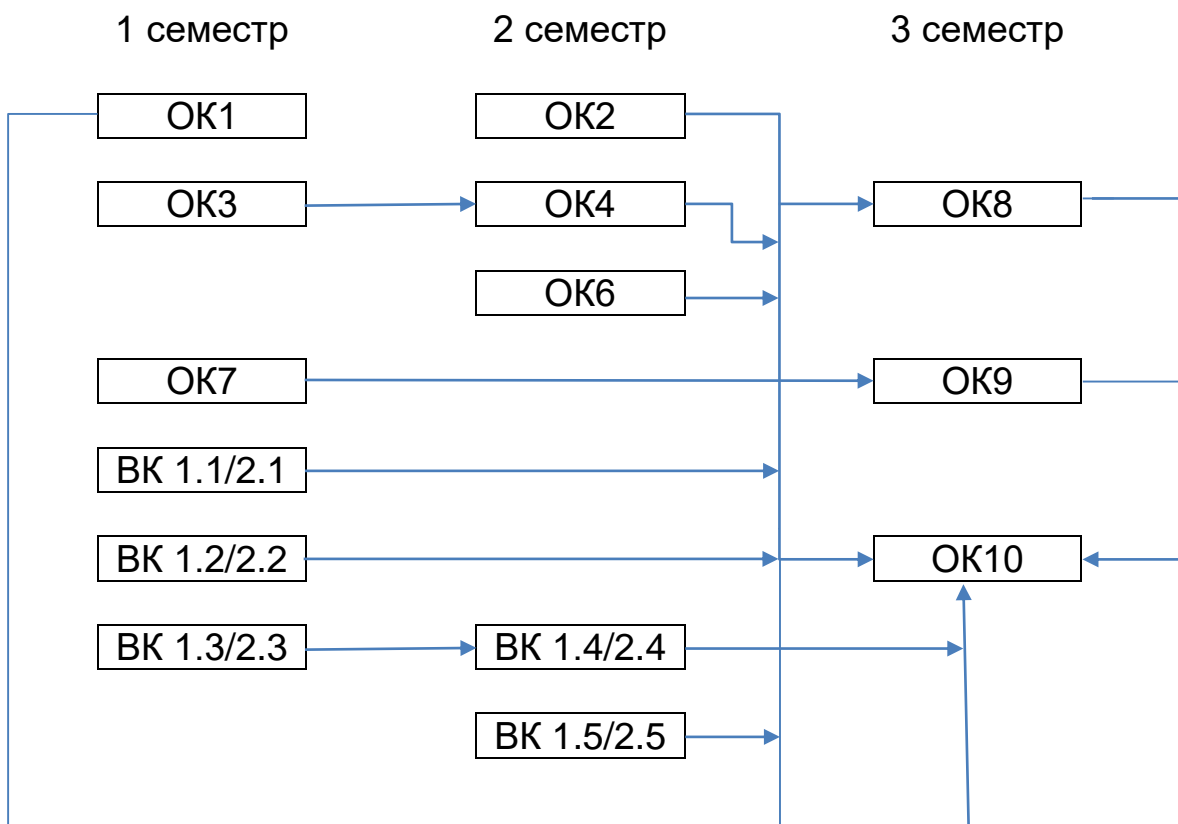 1 семестр 2 семестр 3 семестр
ОК1 ОК2
ОК3 ОК4 ОК8
ОК6
ОК7 ОК9
ВК 1.1/2.1
ВК 1.2/2.2 ОК10
ВК 1.3/2.3 ВК 1.4/2.4
ВК 1.5/2.5